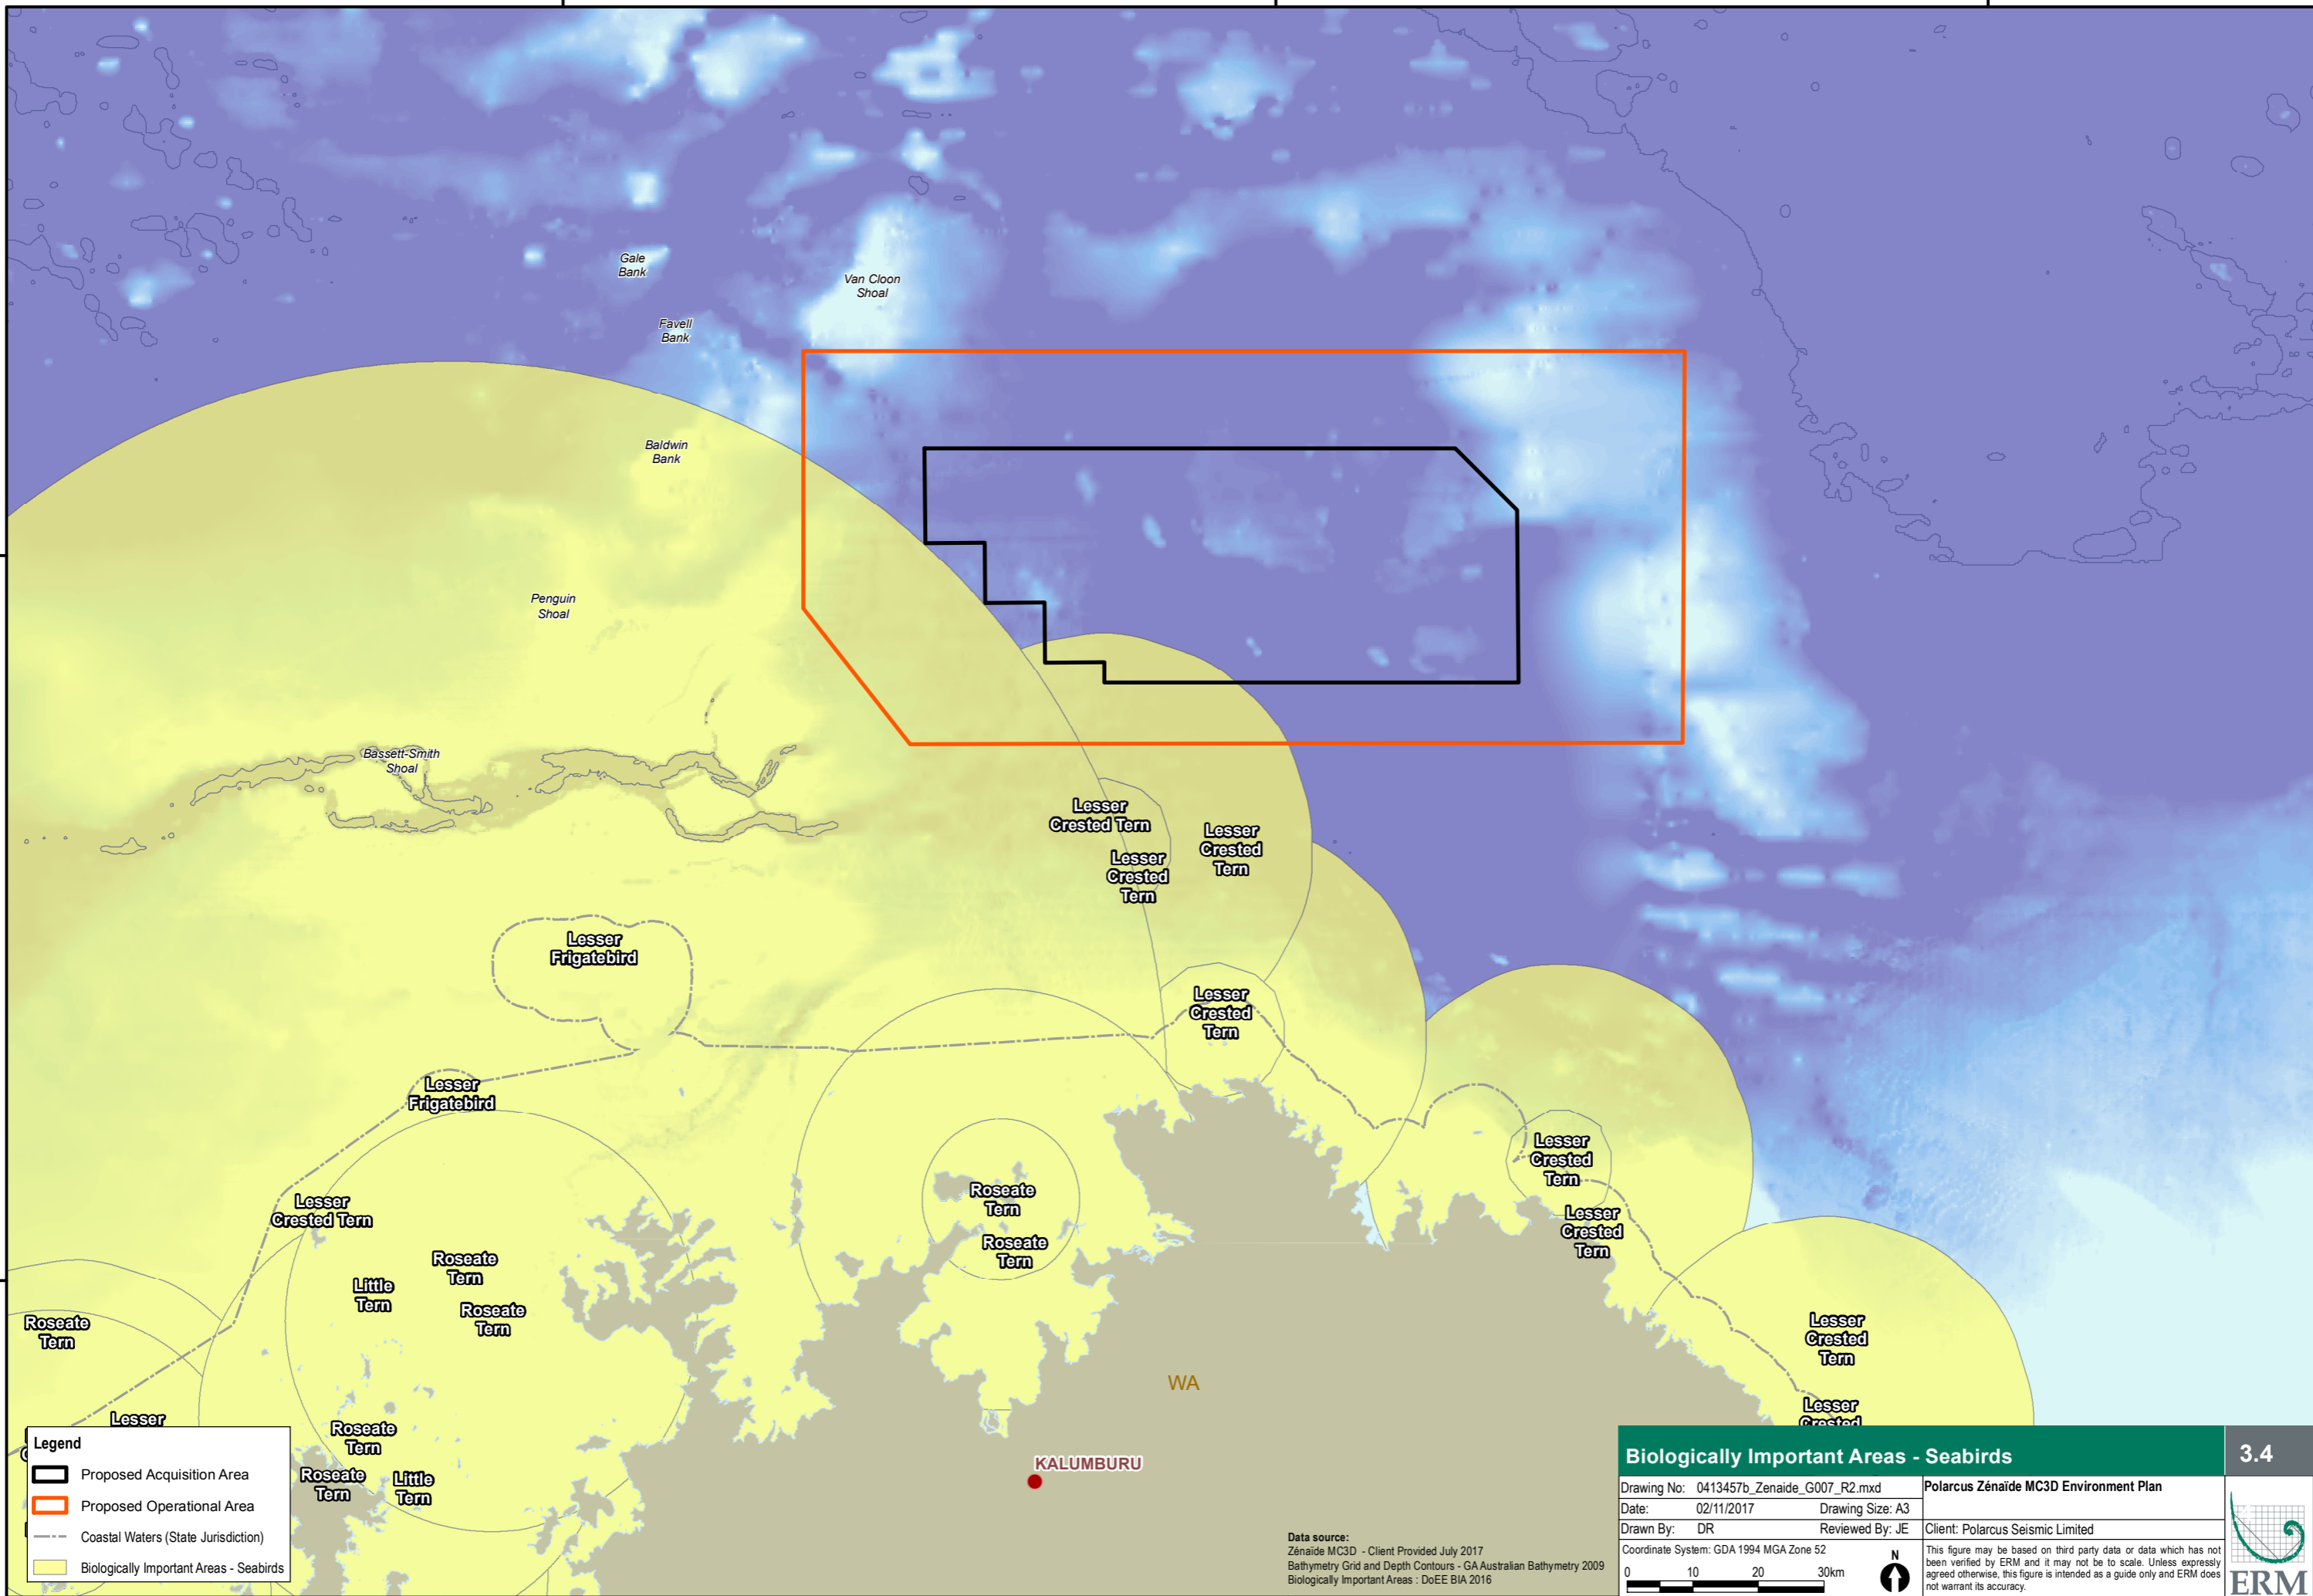 Gale
Bank
Van Cloon
Shoal
Favell
Bank
Baldwin
Bank
Penguin
Shoal
Bassett-Smith
Shoal
Lesser
Crested Tern
Lesser
Crested
Tern
Lesser
Crested
Tern
Lesser
Frigatebird
Lesser
Crested
Tern
Lesser
Frigatebird
Lesser
Crested
Tern
Roseate
Tern
Lesser
Crested Tern
Lesser
Crested
Tern
Roseate
Tern
Roseate
Tern
Little
Tern
Roseate
Tern
Roseate
Tern
Lesser
Crested
Tern
WA
Lesser
Crested
Lesser
Roseate
Tern
Roseate
Tern
Little
Tern
KALUMBURU
Legend
Proposed Acquisition Area
Proposed Operational Area
Coastal Waters (State Jurisdiction)
Biologically Important Areas - Seabirds
Data source:
Zénaïde MC3D - Client Provided July 2017
Bathymetry Grid and Depth Contours - GA Australian Bathymetry 2009
Biologically Important Areas : DoEE BIA 2016
Biologically Important Areas - Seabirds
3.4
Drawing No: 0413457b_Zenaide_G007_R2.mxd
Date: 02/11/2017 Drawing Size: A3
Drawn By: DR Reviewed By: JE
Coordinate System: GDA 1994 MGA Zone 52
0 10 20 30km
N
Polarcus Zénaïde MC3D Environment Plan
Client: Polarcus Seismic Limited
This figure may be based on third party data or data which has not
been verified by ERM and it may not be to scale. Unless expressly
agreed otherwise, this figure is intended as a guide only and ERM does
not warrant its accuracy.
ERM